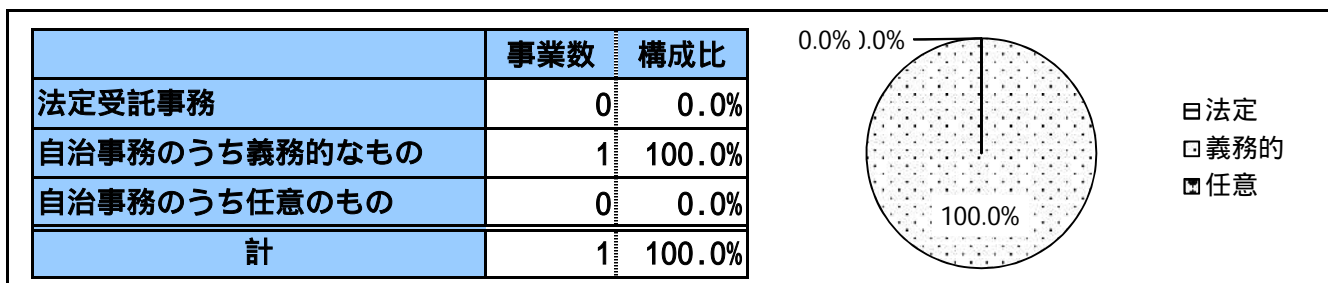 事業数 構成比
法定受託事務 0 0.0%
自治事務のうち義務的なもの 1 100.0%
自治事務のうち任意のもの 0 0.0%
計 1 100.0%
0.0% 0.0%
100.0%
法定
義務的
任意